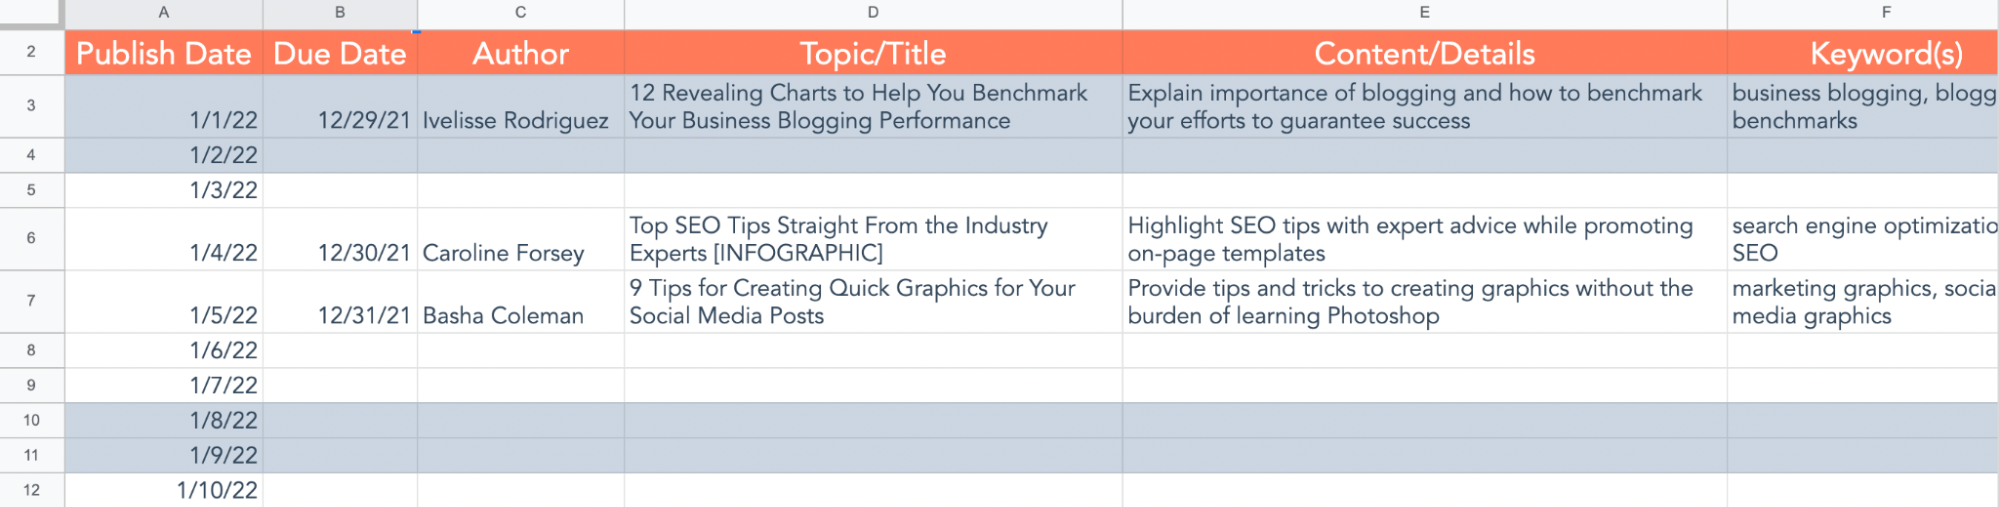 A B C D E F
2 Publish Date Due Date Author Topic/Title Content/Details Keyword(s)
3 1/1/22 12/29/21 Ivelisse Rodriguez 12 Revealing Charts to Help You Benchmark Explain importance of blogging and how to benchmark business blogging, blogg
Your Business Blogging Performance your efforts to guarantee success benchmarks
4 1/2/22
5 1/3/22
6 1/4/22 12/30/21 Caroline Forsey Top SEO Tips Straight From the Industry Highlight SEO tips with expert advice while promoting search engine optimizatio
Experts [INFOGRAPHIC] on-page templates SEO
7 1/5/22 12/31/21 Basha Coleman 9 Tips for Creating Quick Graphics for Your Provide tips and tricks to creating graphics without the marketing graphics, socia
Social Media Posts burden of learning Photoshop media graphics
8 1/6/22
9 1/7/22
10 1/8/22
11 1/9/22
12 1/10/22